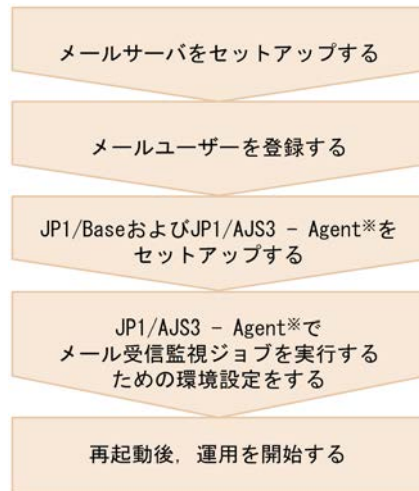 メールサーバをセットアップする
メールユーザーを登録する
JP1/BaseおよびJP1/AJS3 - Agent※を
セットアップする
JP1/AJS3 - Agent※で
メール受信監視ジョブを実行する
ための環境設定をする
再起動後，運用を開始する